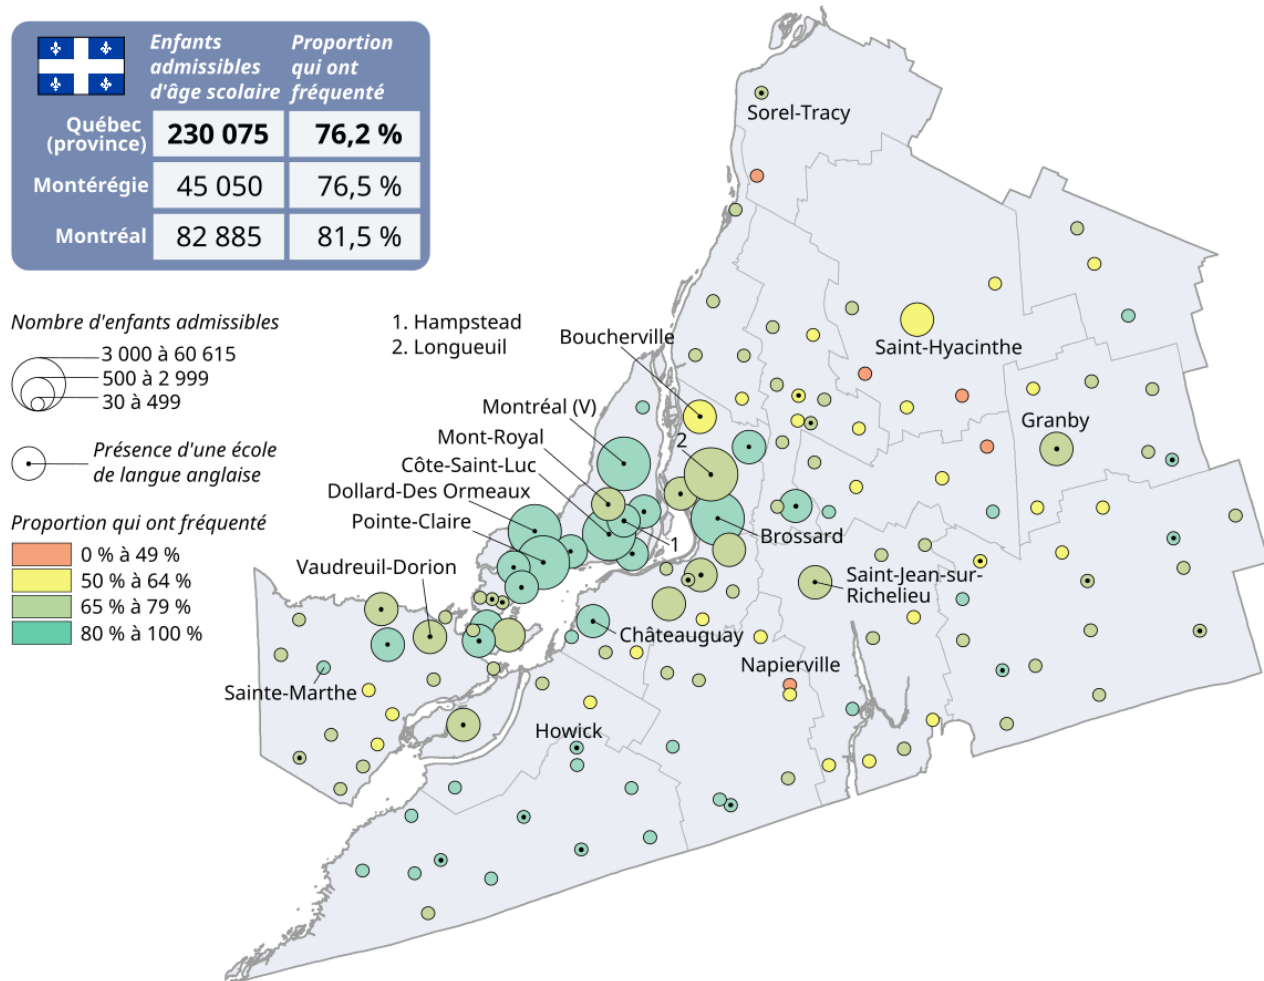 Enfants
admissibles
d'âge scolaire
Proportion
qui ont
fréquenté
Québec
(province)
230 075
76,2 %
Montérégie
45 050
76,5 %
Montréal
82 885
81,5 %
Nombre d'enfants admissibles
3 000 à 60 615
500 à 2 999
30 à 499
Présence d'une école
de langue anglaise
Proportion qui ont fréquenté
0 % à 49 %
50 % à 64 %
65 % à 79 %
80 % à 100 %
1. Hampstead
2. Longueuil
Sorel-Tracy
Boucherville
Saint-Hyacinthe
Montréal (V)
Mont-Royal
2
Granby
Côte-Saint-Luc
Dollard-Des Ormeaux
Pointe-Claire
1
Brossard
Vaudreuil-Dorion
Saint-Jean-sur-
Richelieu
Châteauguay
Napierville
Sainte-Marthe
Howick